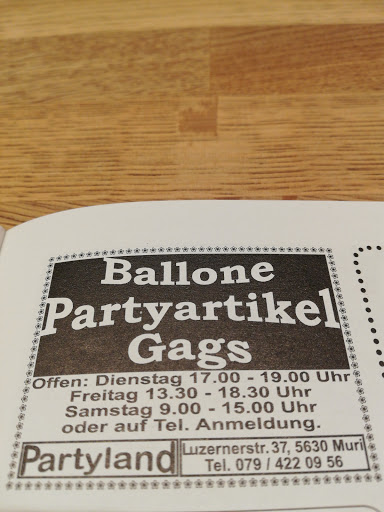 Ballone
Partyartikel
Gags
Offen: Dienstag 17.00 - 19.00 Uhr
Freitag 13.30 - 18.30 Uhr
Samstag 9.00 - 15.00 Uhr
oder auf Tel. Anmeldung.
Partyland
Luzernerstr. 37, 5630 Muri
Tel. 079 / 422 09 56